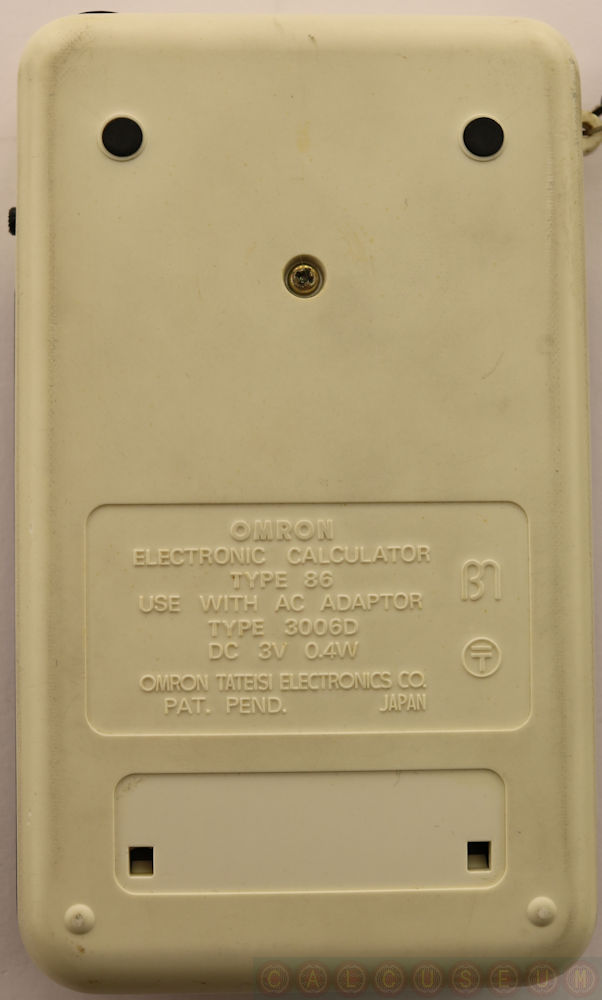 OMRON
ELECTRONIC CALCULATOR
TYPE 86
USE WITH AC ADAPTOR
TYPE 3006D
DC 3V 0.4W
OMRON TATEISI ELECTRONICS CO.
PAT. PEND. JAPAN
CALCUSEUM